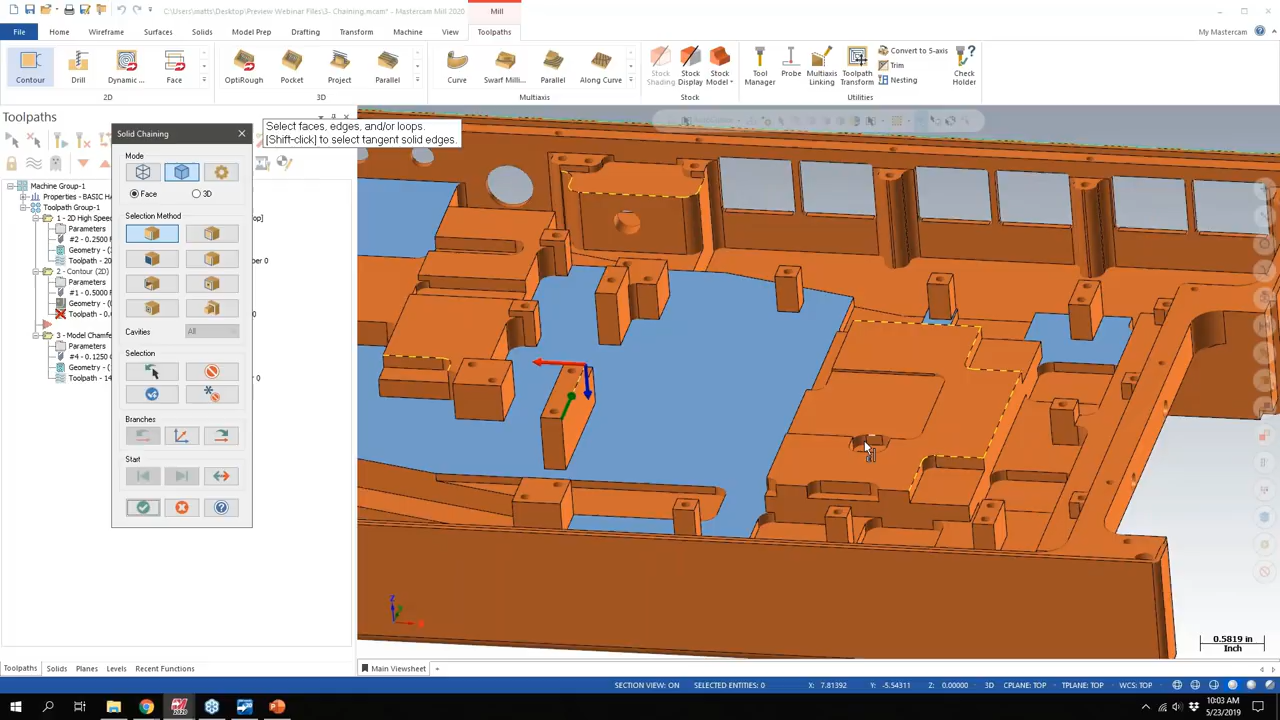 C:\Users\matts\Desktop\Preview Webinar Files\3- Chaining.mcam* - Mastercam Mill 2020
Mill
File Home Wireframe Surfaces Solids Model Prep Drafting Transform Machine View Toolpaths My Mastercam
Contour Drill Dynamic ... Face OptiRough Pocket Project Parallel Curve Swarf Milli... Parallel Along Curve Stock Shading Stock Display Stock Model Tool Manager Probe Multiaxis Linking Toolpath Transform Convert to 5-axis Trim Nesting Check Holder
2D 3D Multiaxis Stock Utilities
Toolpaths
Select faces, edges, and/or loops.
[Shift-click] to select tangent solid edges.
Solid Chaining
Mode
Face 3D
Selection Method
Cavities All
Selection
Branches
Start
Machine Group-1
Properties - BASIC H
Toolpath Group-1
1 - 2D High Speed
Parameters
#2 - 0.2500
Geometry - (
Toolpath - 20
2 - Contour (2D)
Parameters
#1 - 0.5000 F
Geometry - (
Toolpath - 0.
3 - Model Chamfe
Parameters
#4 - 0.1250 C
Geometry - (
Toolpath - 14
0.5819 in
Inch
Toolpaths Solids Planes Levels Recent Functions
Main Viewsheet +
SECTION VIEW: ON SELECTED ENTITIES: 0 X: 7.81392 Y: -5.54311 Z: 0.00000 3D CPLANE: TOP TPLANE: TOP WCS: TOP
10:03 AM
5/23/2019